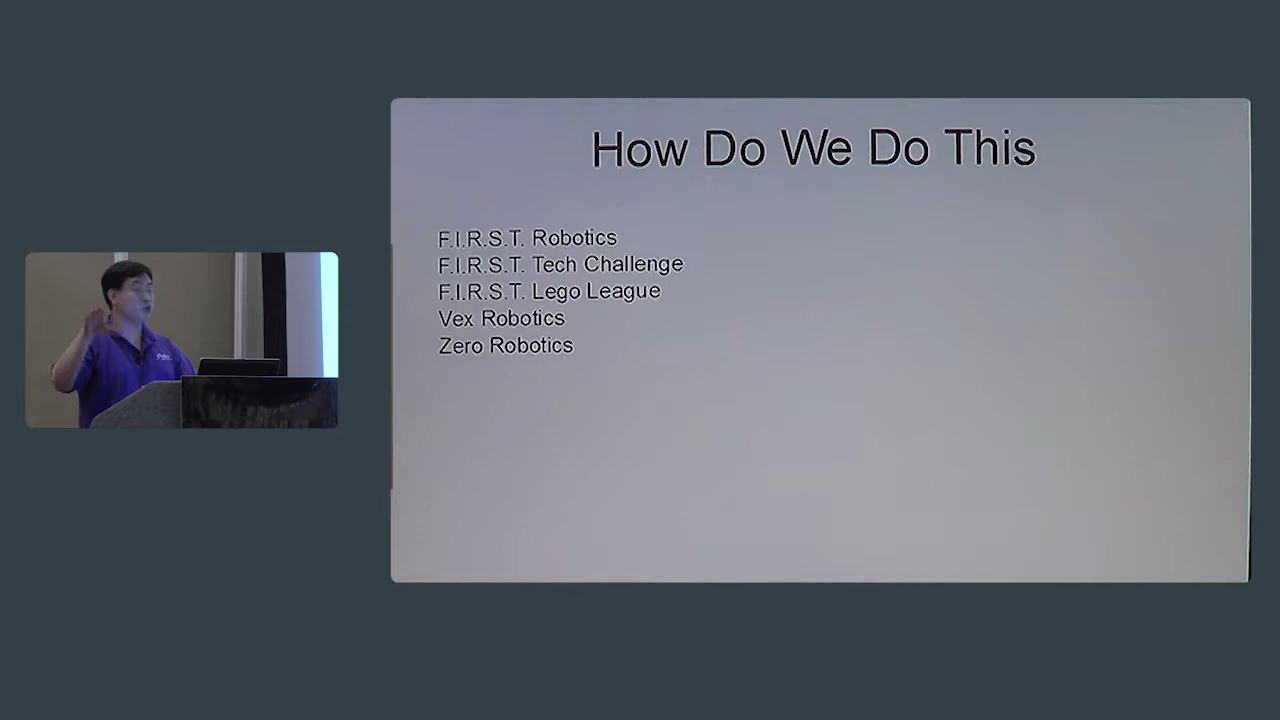 How Do We Do This
F.I.R.S.T. Robotics
F.I.R.S.T. Tech Challenge
F.I.R.S.T. Lego League
Vex Robotics
Zero Robotics